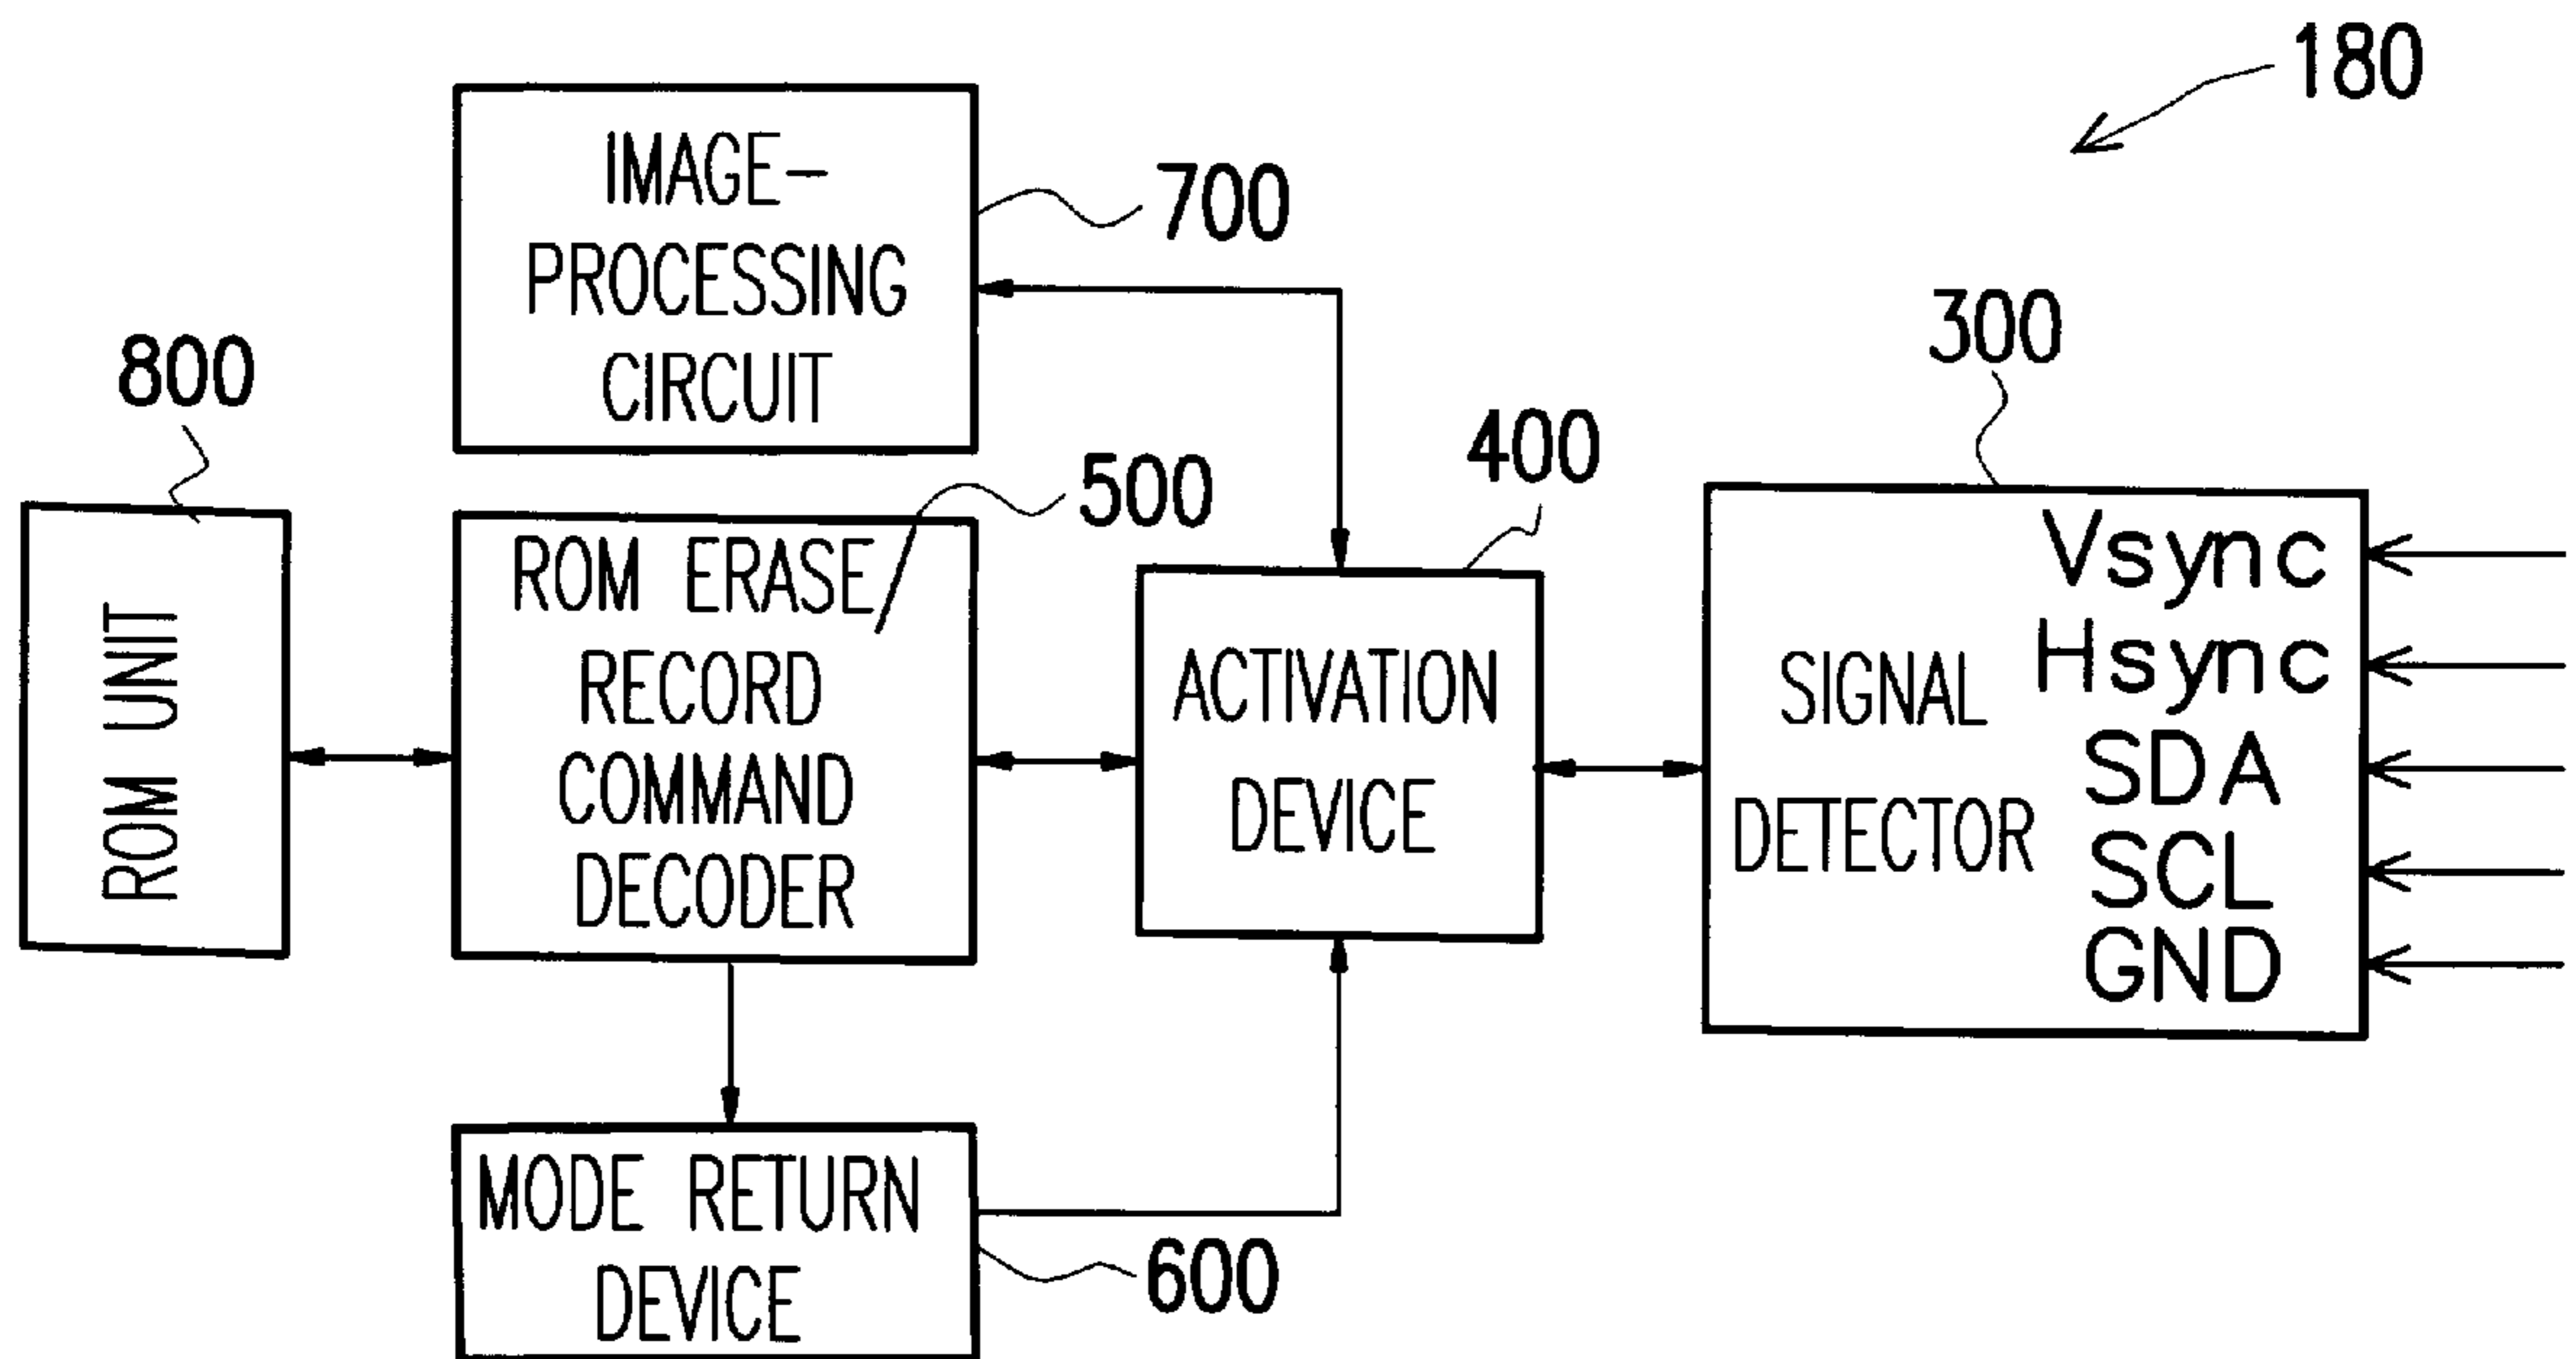 180
IMAGE-
PROCESSING
CIRCUIT
700
800
500
400
300
ROM UNIT
ROM ERASE
RECORD
COMMAND
DECODER
ACTIVATION
DEVICE
SIGNAL
DETECTOR
Vsync
Hsync
SDA
SCL
GND
MODE RETURN
DEVICE
600